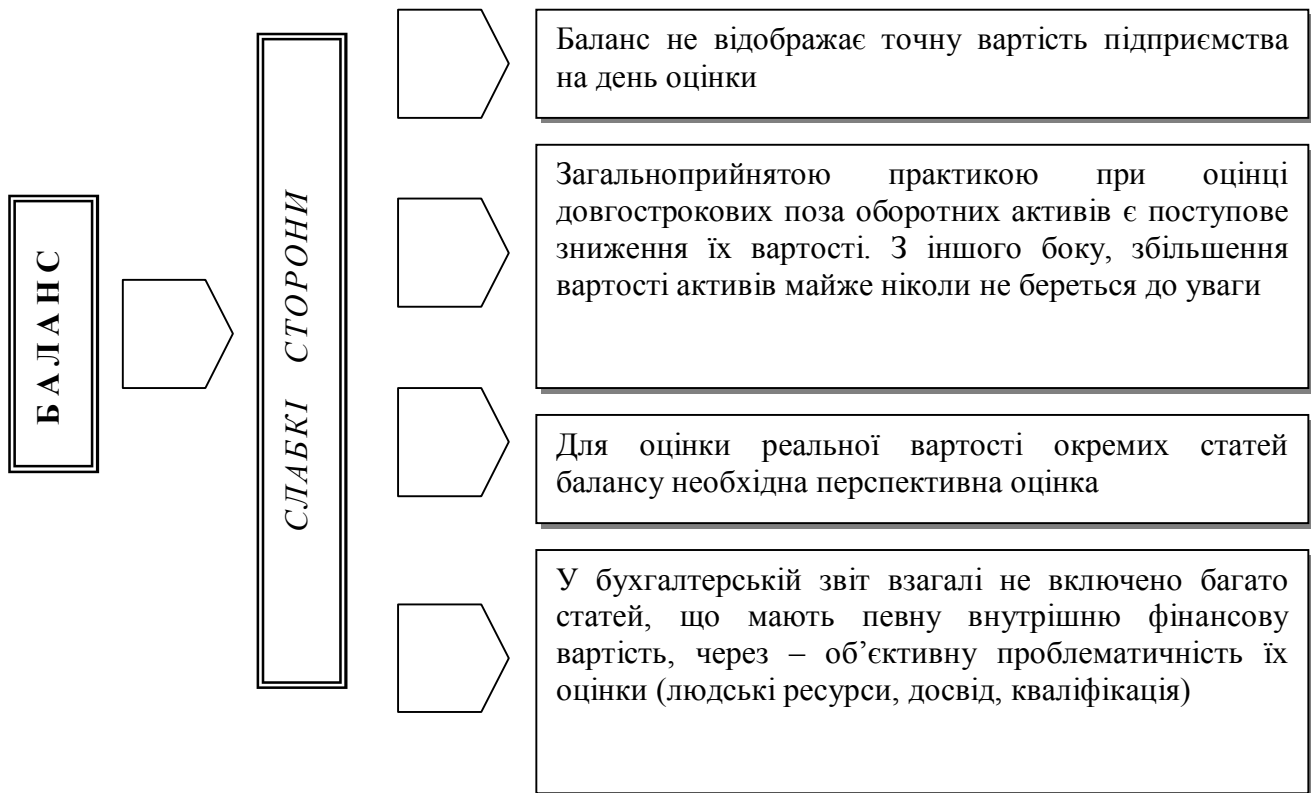 БАЛАНС
СЛАБКІ СТОРОНИ
Баланс не відображає точну вартість підприємства
на день оцінки
Загальноприйнятою практикою при оцінці
довгострокових поза оборотних активів є поступове
зниження їх вартості. З іншого боку, збільшення
вартості активів майже ніколи не береться до уваги
Для оцінки реальної вартості окремих статей
балансу необхідна перспективна оцінка
У бухгалтерській звіт взагалі не включено багато
статей, що мають певну внутрішню фінансову
вартість, через – об’єктивну проблематичність їх
оцінки (людські ресурси, досвід, кваліфікація)